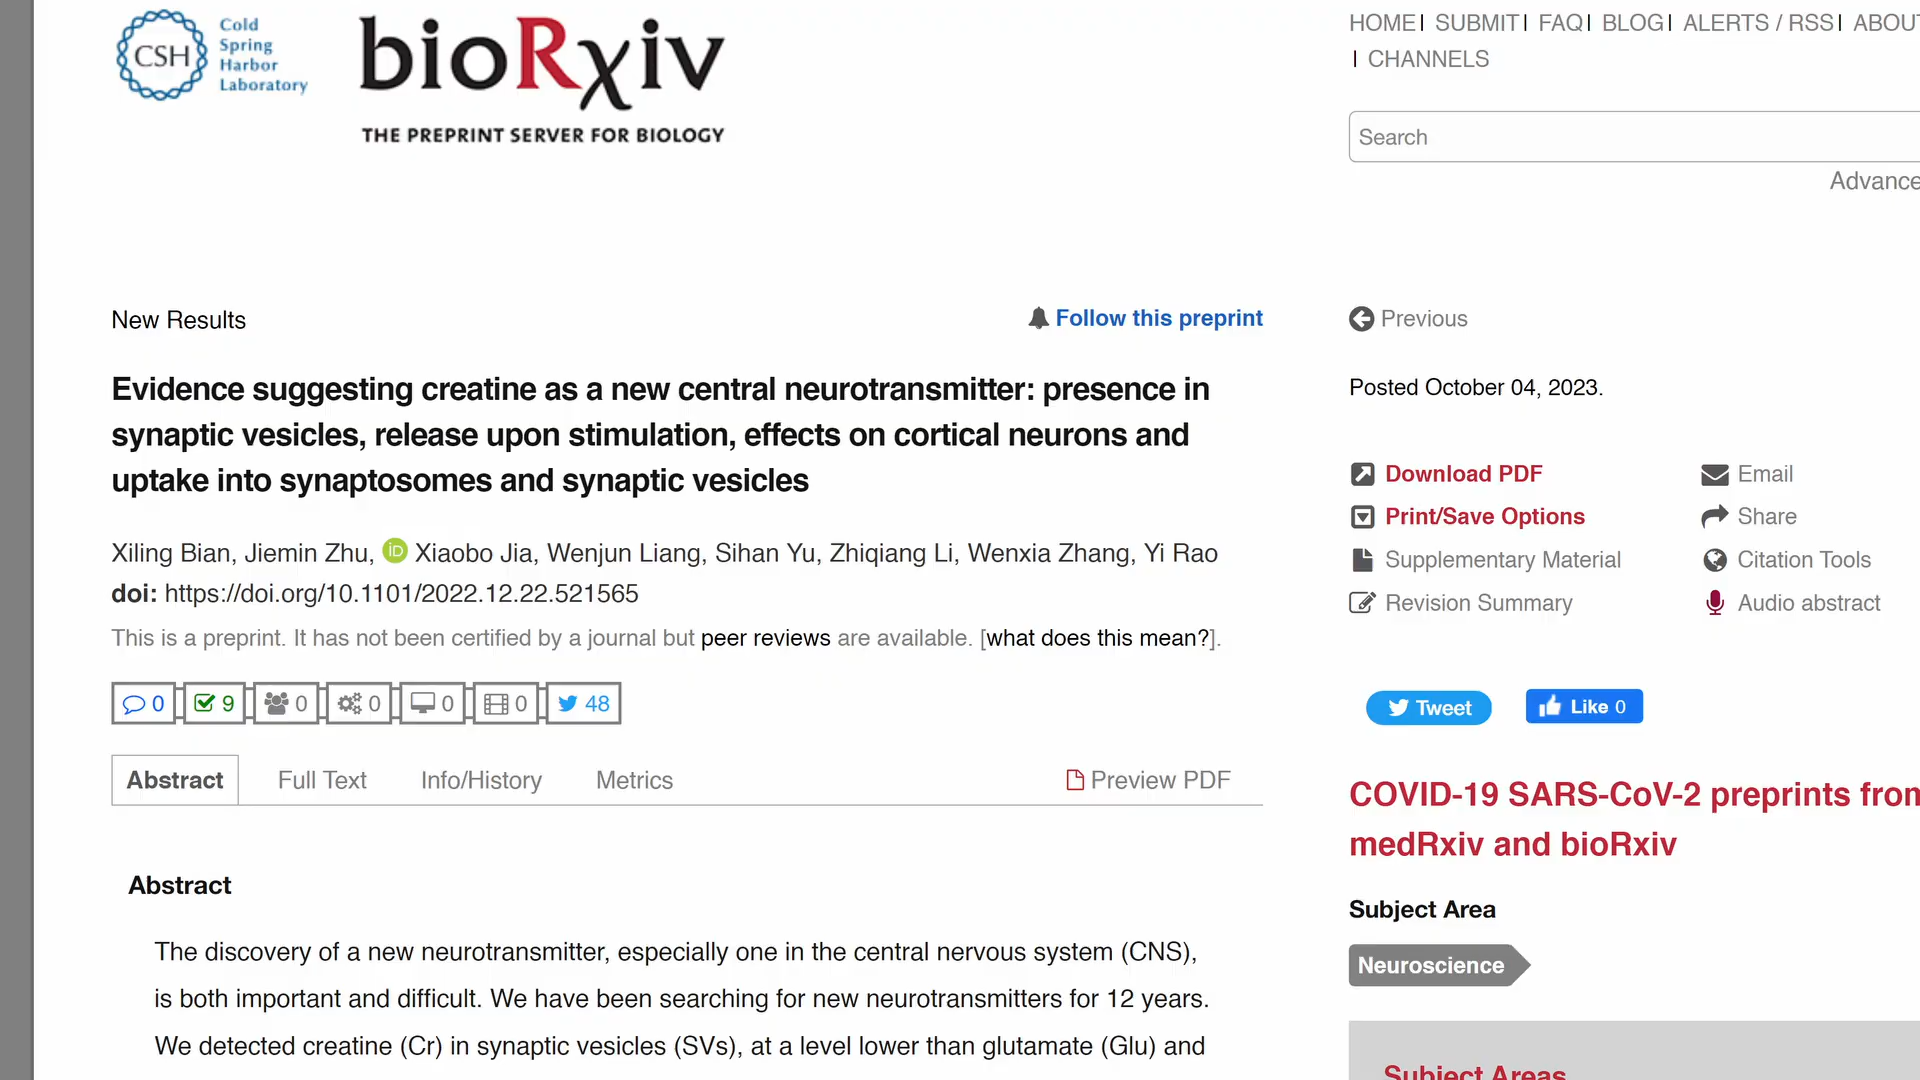 Cold
Spring
Harbor
Laboratory
CSH
bioRxiv
THE PREPRINT SERVER FOR BIOLOGY
HOME | SUBMIT | FAQ | BLOG | ALERTS / RSS | ABOU
| CHANNELS
Search
Advance
New Results
Follow this preprint
Evidence suggesting creatine as a new central neurotransmitter: presence in
synaptic vesicles, release upon stimulation, effects on cortical neurons and
uptake into synaptosomes and synaptic vesicles
Xiling Bian, Jiemin Zhu, iD Xiaobo Jia, Wenjun Liang, Sihan Yu, Zhiqiang Li, Wenxia Zhang, Yi Rao
doi: https://doi.org/10.1101/2022.12.22.521565
This is a preprint. It has not been certified by a journal but peer reviews are available. [what does this mean?].
0 9 0 0 0 0 48
Abstract Full Text Info/History Metrics Preview PDF
Abstract
The discovery of a new neurotransmitter, especially one in the central nervous system (CNS),
is both important and difficult. We have been searching for new neurotransmitters for 12 years.
We detected creatine (Cr) in synaptic vesicles (SVs), at a level lower than glutamate (Glu) and
Previous
Posted October 04, 2023.
Download PDF Email
Print/Save Options Share
Supplementary Material Citation Tools
Revision Summary Audio abstract
Tweet Like 0
COVID-19 SARS-CoV-2 preprints from
medRxiv and bioRxiv
Subject Area
Neuroscience
Subject Areas